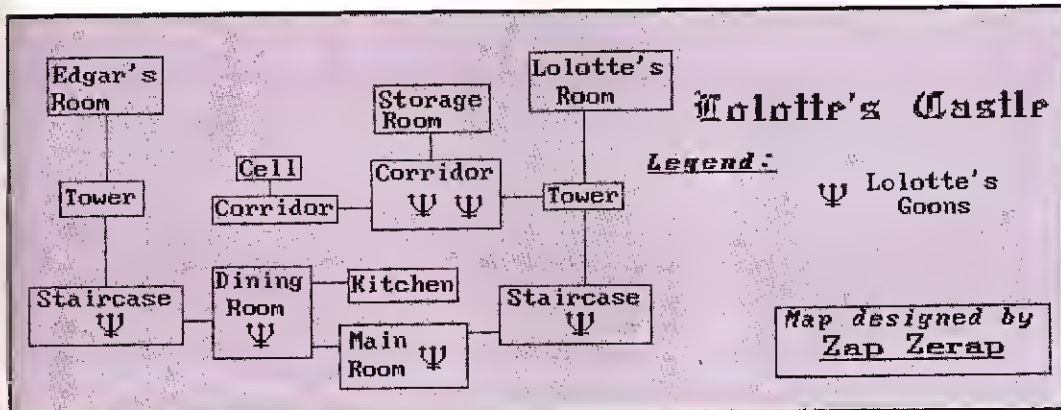 Edgar's
Room
Lolotte's
Room
Storage
Room
Lolotte's Castle
Legend:
Ψ Lolotte's
Goons
Cell
Corridor
Ψ Ψ
Tower
Corridor
Tower
Staircase
Ψ
Dining
Room
Ψ
Kitchen
Main
Room Ψ
Staircase
Ψ
Map designed by
Zap Zerap